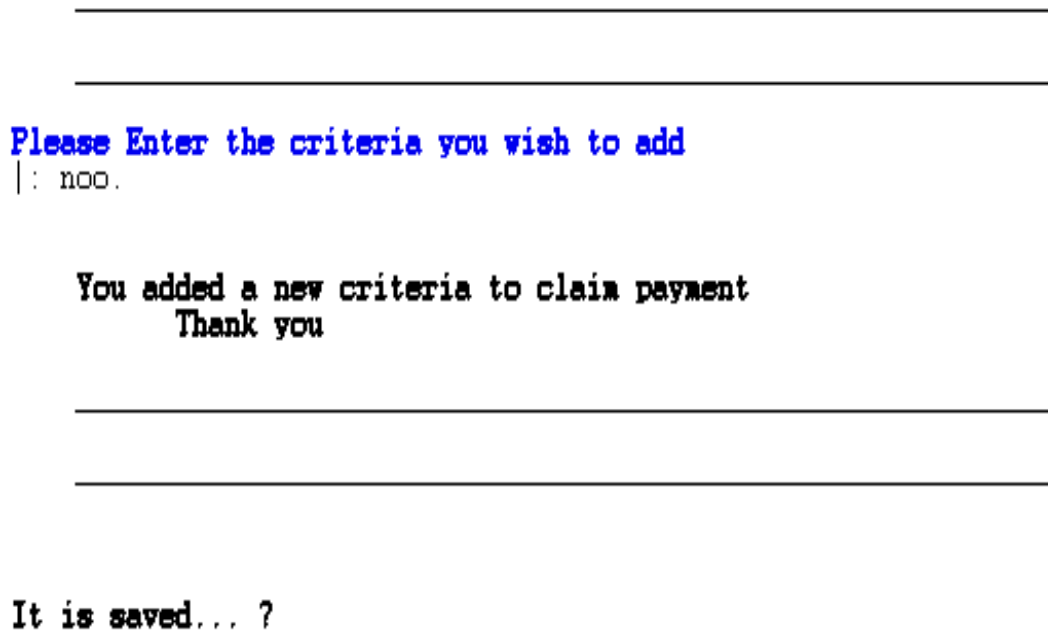 Please Enter the criteria you wish to add
|: noo.
You added a new criteria to claim payment
Thank you
It is saved... ?